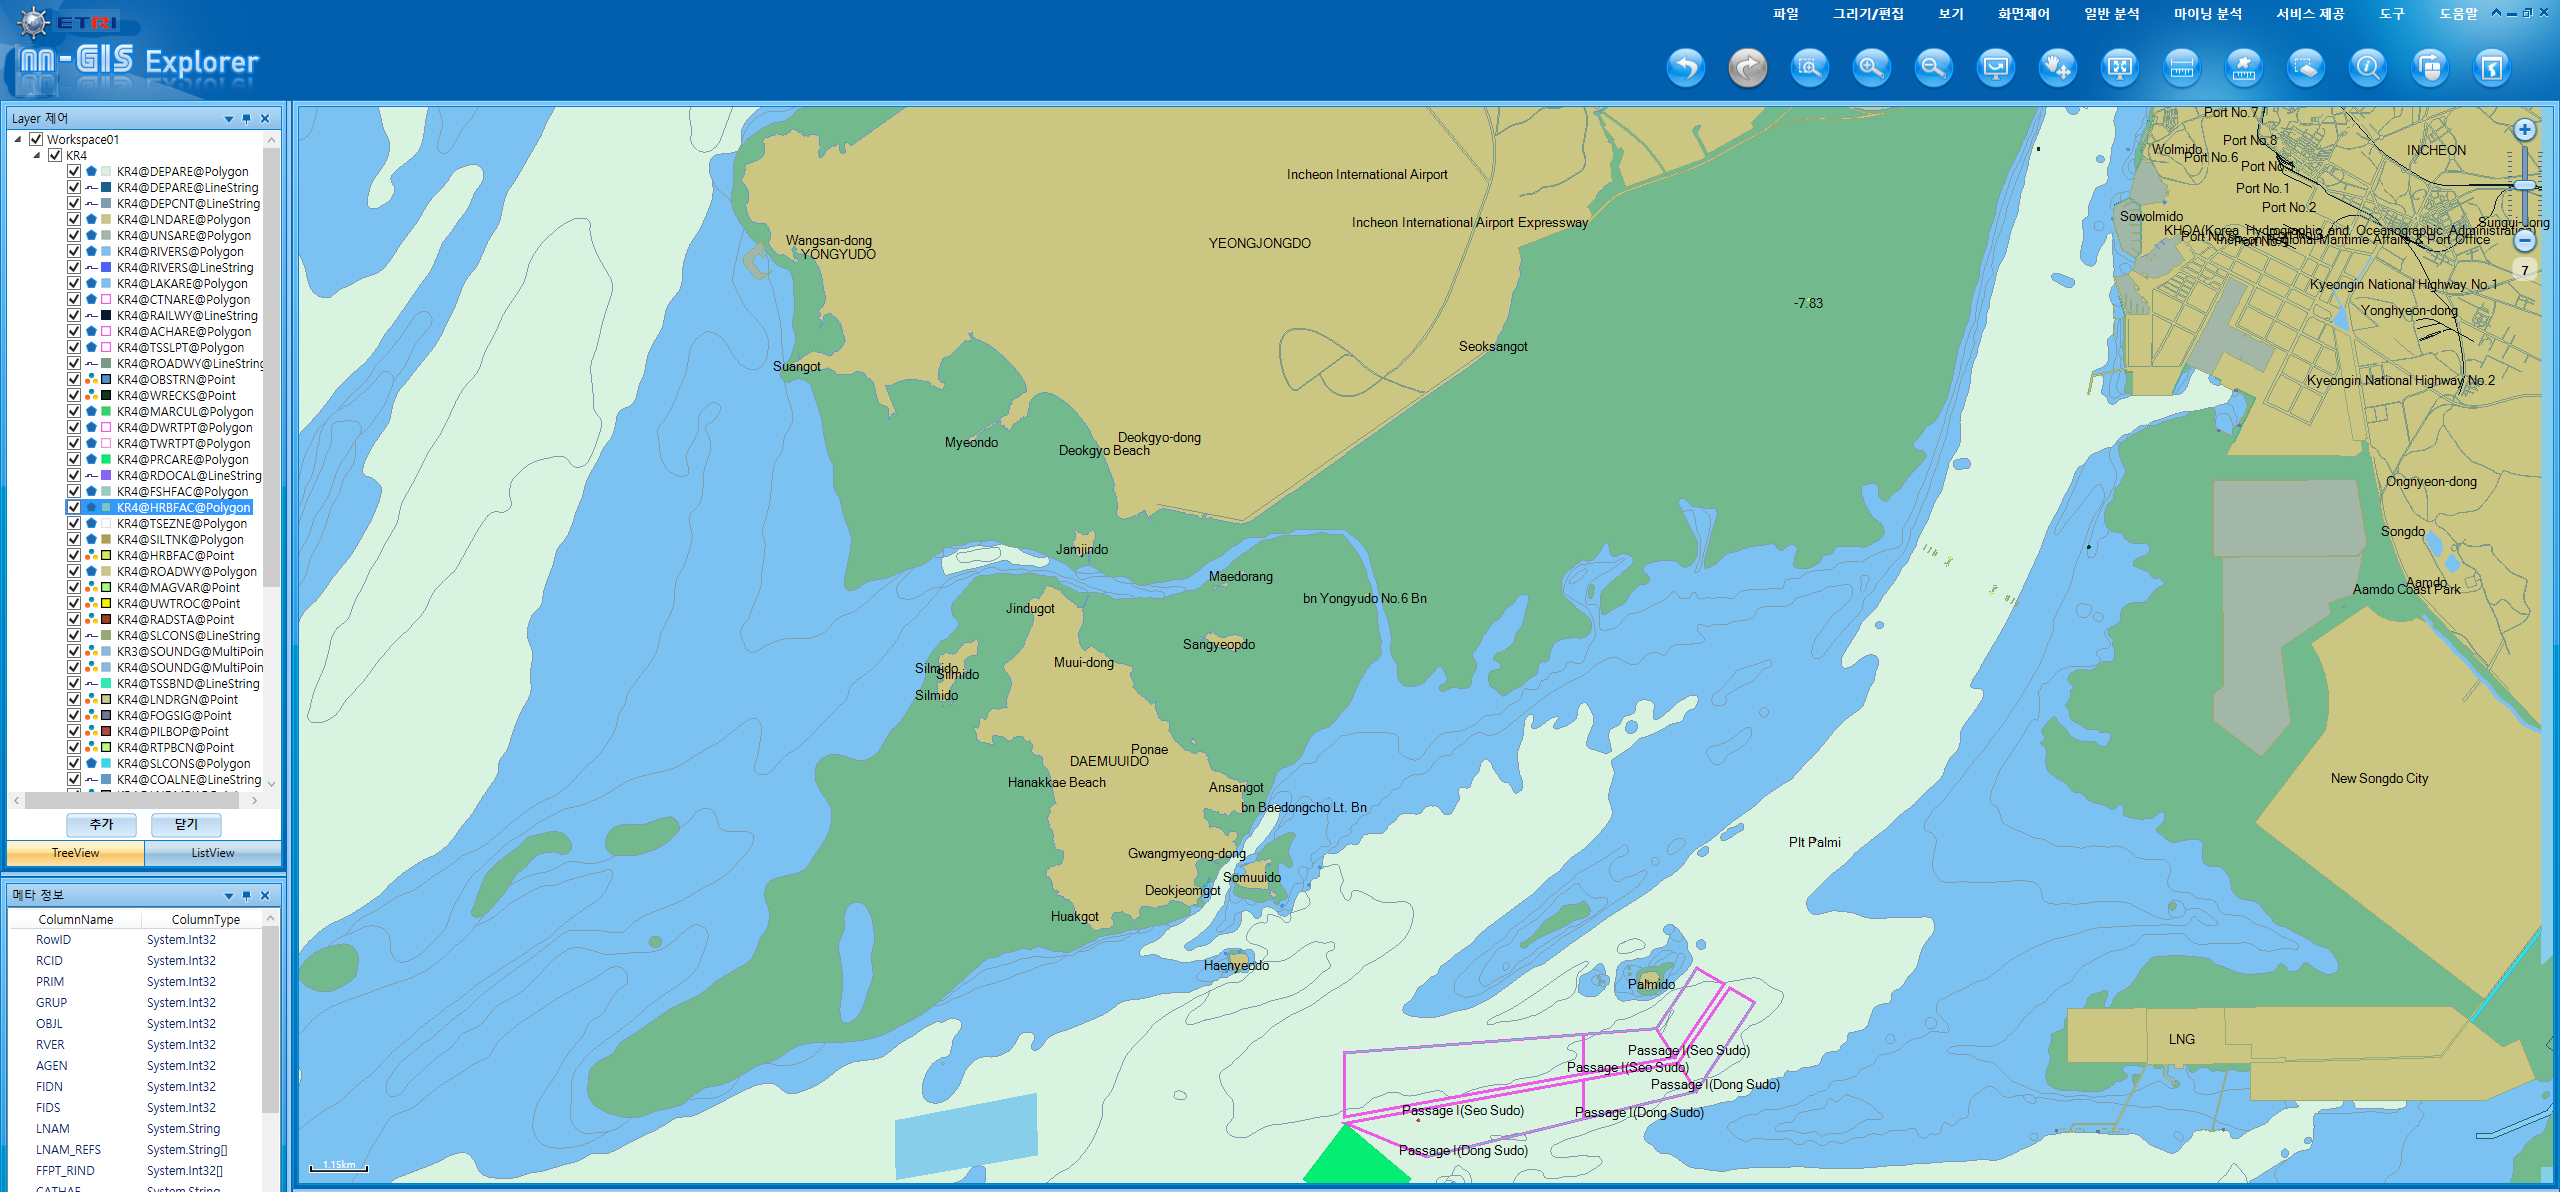 ETRI
m-GIS Explorer
파일 그리기/편집 보기 화면제어 일반 분석 마이닝 분석 서비스 제공 도구 도움말
Layer 제어
Workspace01
KR4
KR4@DEPARE@Polygon
KR4@DEPARE@LineString
KR4@DEPCNT@LineString
KR4@LNDARE@Polygon
KR4@UNSARE@Polygon
KR4@RIVERS@Polygon
KR4@RIVERS@LineString
KR4@LAKARE@Polygon
KR4@CTNARE@Polygon
KR4@RAILWY@LineString
KR4@ACHARE@Polygon
KR4@TSSLPT@Polygon
KR4@ROADWY@LineString
KR4@OBSTRN@Point
KR4@WRECKS@Point
KR4@MARCUL@Polygon
KR4@DWRTPT@Polygon
KR4@TWRTPT@Polygon
KR4@PRCARE@Polygon
KR4@RDOCAL@LineString
KR4@FSHFAC@Polygon
KR4@HRBFAC@Polygon
KR4@TSEZNE@Polygon
KR4@SILTNK@Polygon
KR4@HRBFAC@Point
KR4@ROADWY@Polygon
KR4@MAGVAR@Point
KR4@UWTROC@Point
KR4@RADSTA@Point
KR4@SLCONS@LineString
KR3@SOUNDG@MultiPoin
KR4@SOUNDG@MultiPoin
KR4@TSSBND@LineString
KR4@LNDRGN@Point
KR4@FOGSIG@Point
KR4@PILBOP@Point
KR4@RTPBCN@Point
KR4@SLCONS@Polygon
KR4@COALNE@LineString
추가 닫기
TreeView ListView
메타 정보
ColumnName ColumnType
RowID System.Int32
RCID System.Int32
PRIM System.Int32
GRUP System.Int32
OBJL System.Int32
RVER System.Int32
AGEN System.Int32
FIDN System.Int32
FIDS System.Int32
LNAM System.String
LNAM_REFS System.String[]
FFPT_RIND System.Int32[]
CATHAF System.String
Port No.7
Port No.8
Wolmido
Port No.6
INCHEON
Port No.4
Incheon International Airport
Port No.1
Port No.2
Sowolmido
Incheon International Airport Expressway
Sungui-dong
KHOA(Korea Hydrographic and Oceanographic Administration)
Wangsan-dong
YEONGJONGDO
Incheon Regional Maritime Affairs & Port Office
YONGYUDO
7
Kyeongin National Highway No.1
-7.83
Yonghyeon-dong
Seoksangot
Suangot
Kyeongin National Highway No.2
Deokgyo-dong
Myeondo
Deokgyo Beach
Ongnyeon-dong
Songdo
Jamjindo
Maedorang
Aamdo
Aamdo Coast Park
bn Yongyudo No.6 Bn
Jindugot
Sangyeopdo
Muui-dong
Silmido
Silmido
Silmido
Ponae
DAEMUUIDO
New Songdo City
Hanakkae Beach
Ansangot
bn Baedongcho Lt. Bn
Plt Palmi
Gwangmyeong-dong
Somuuido
Deokjeomgot
Huakgot
Haenyeodo
Palmido
LNG
Passage I(Seo Sudo)
Passage I(Seo Sudo)
Passage I(Dong Sudo)
Passage I(Seo Sudo)
Passage I(Dong Sudo)
Passage I(Dong Sudo)
1.15km